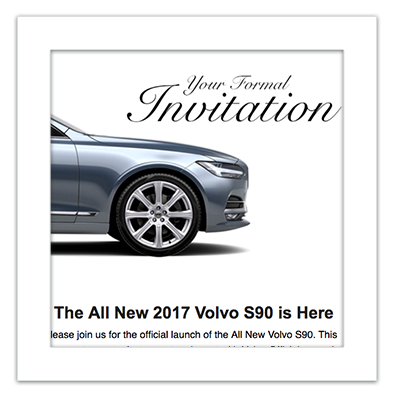 Your Formal
Invitation
The All New 2017 Volvo S90 is Here
lease join us for the official launch of the All New Volvo S90. This